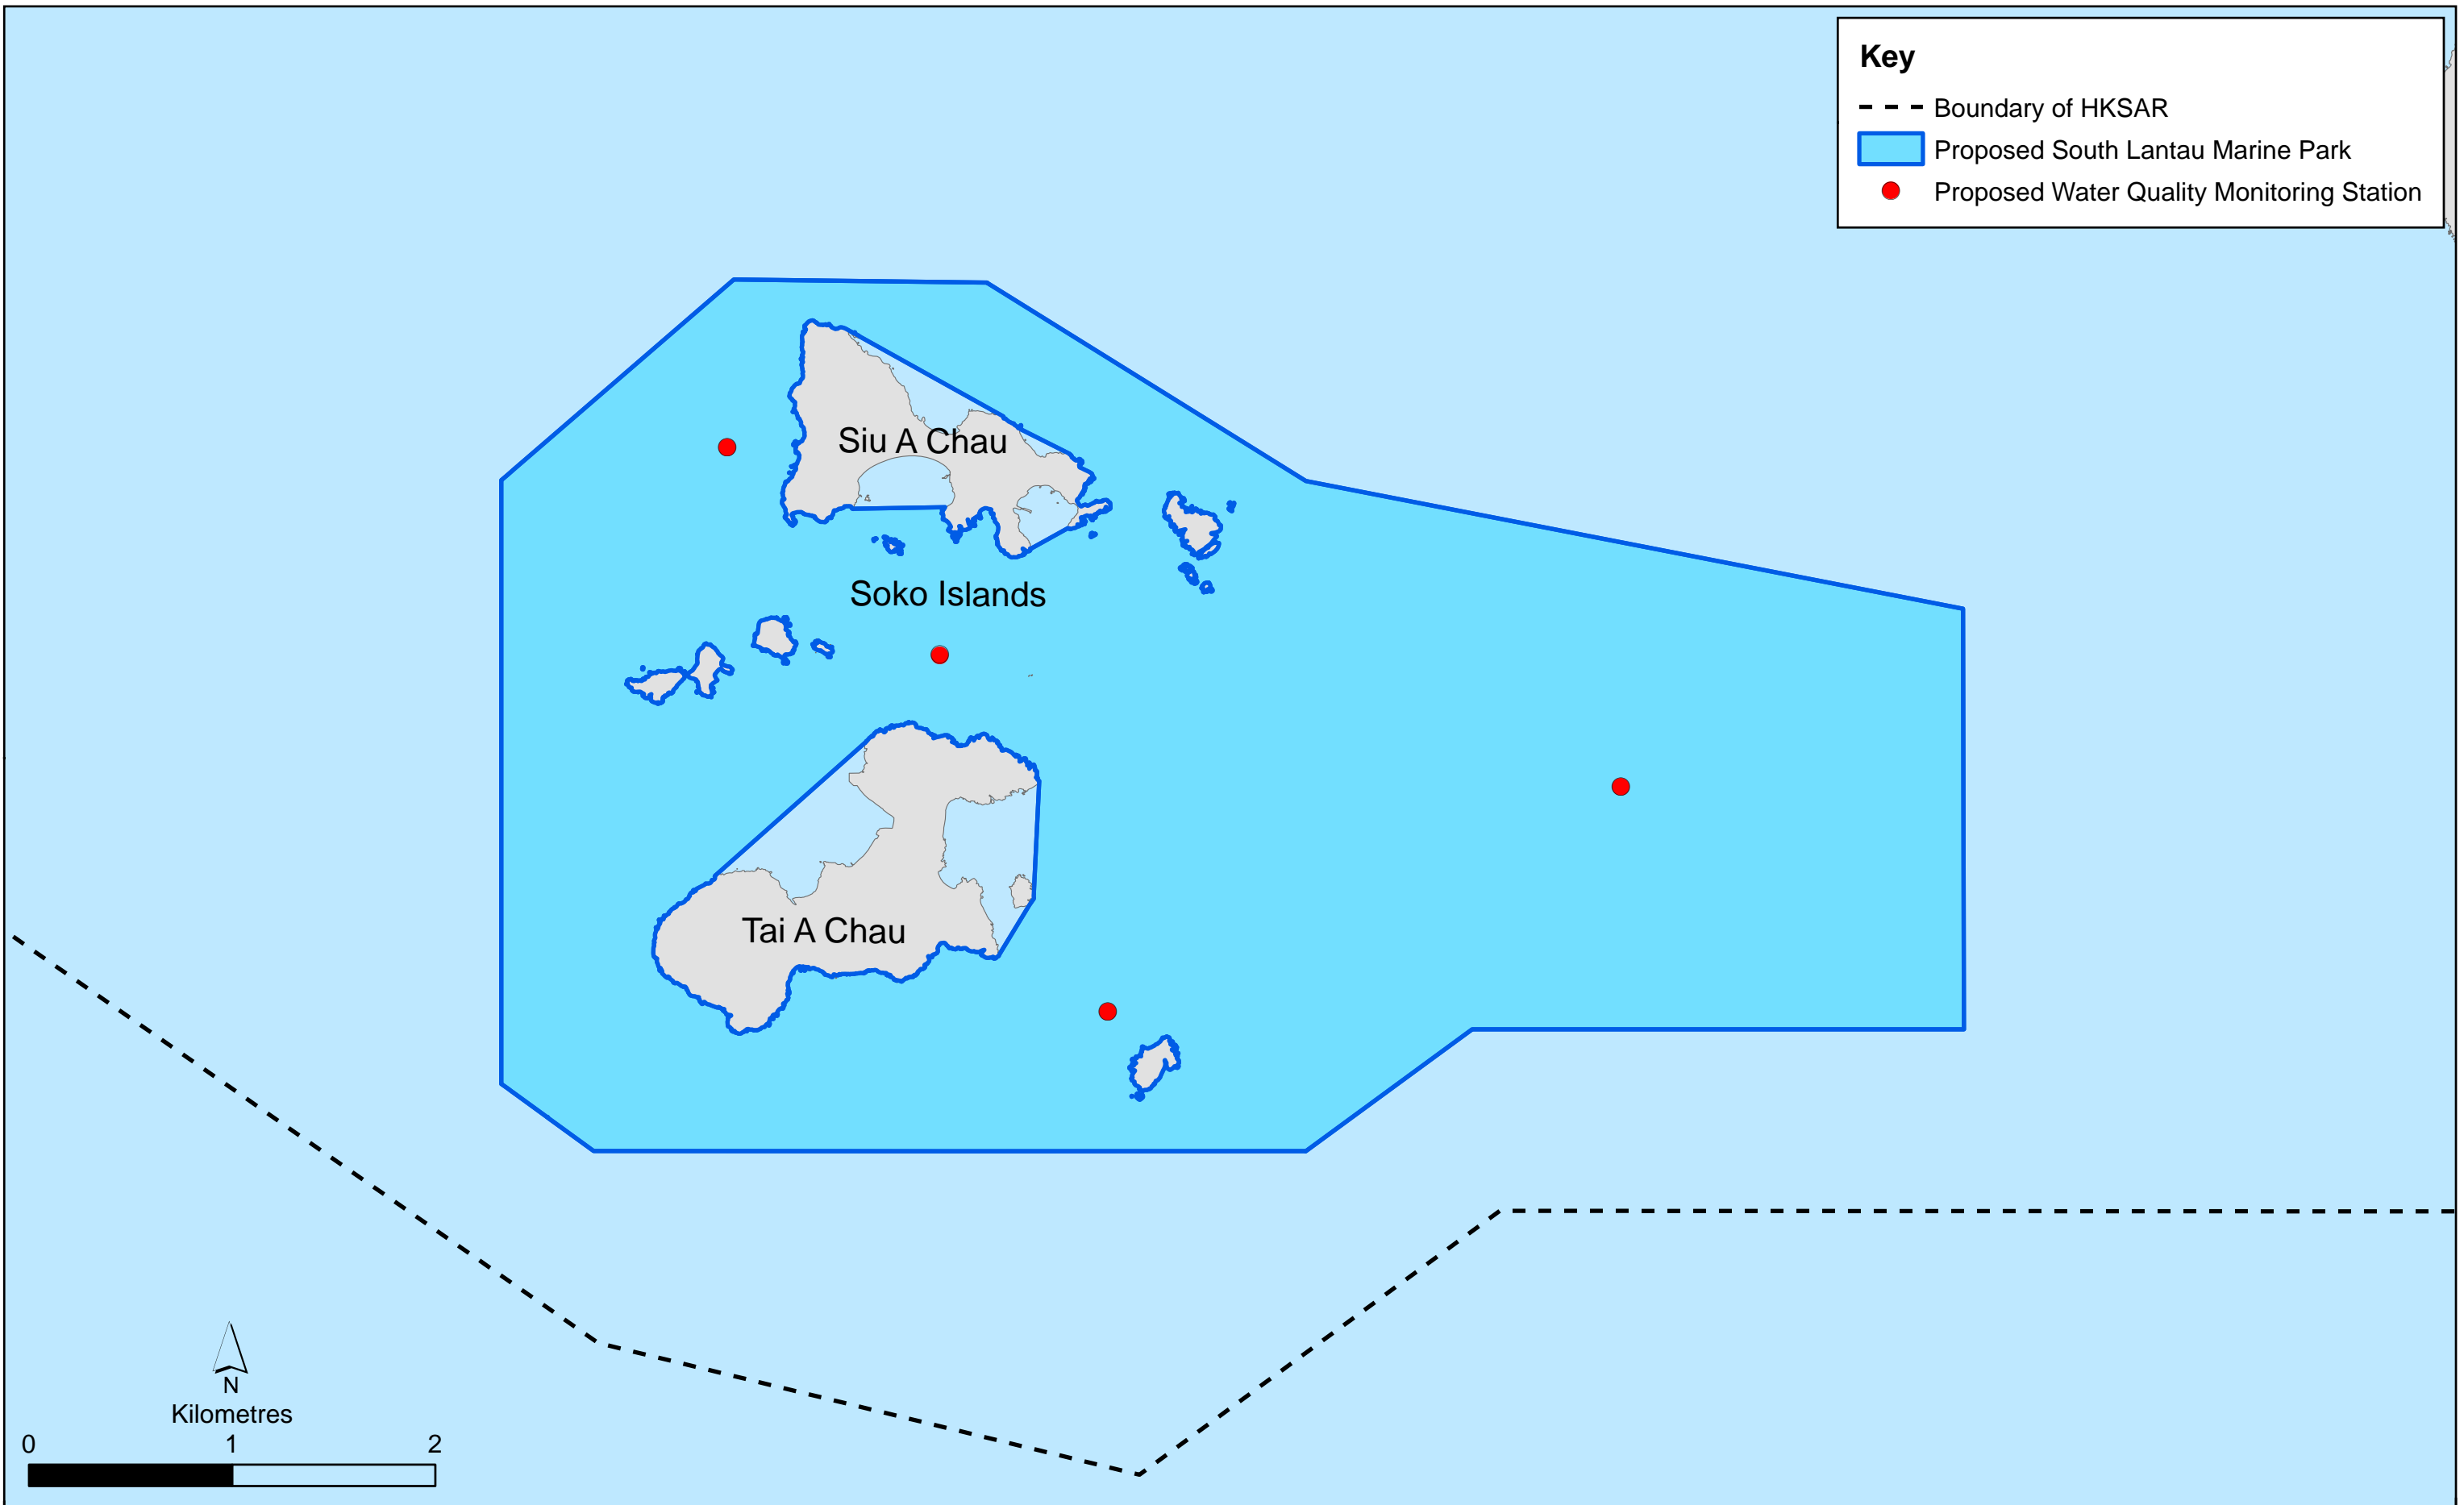 Key
Boundary of HKSAR
Proposed South Lantau Marine Park
Proposed Water Quality Monitoring Station
Siu A Chau
Soko Islands
Tai A Chau
N
Kilometres
0 1 2